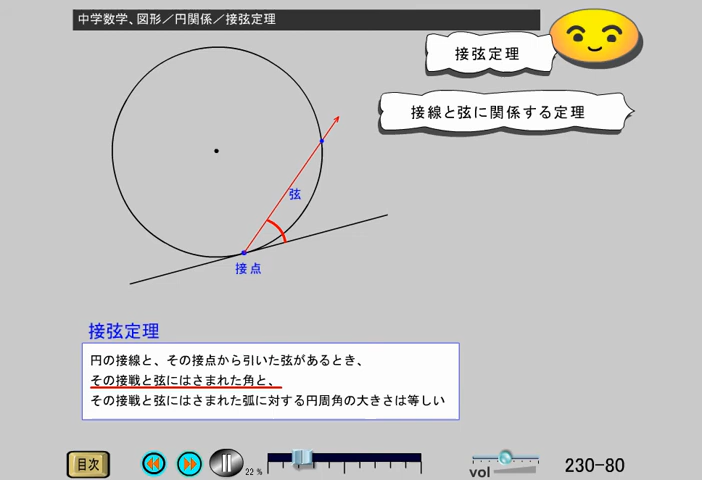 中学数学、図形／円関係／接弦定理
接弦定理
接線と弦に関係する定理
弦
接点
接弦定理
円の接線と、その接点から引いた弦があるとき、
その接戦と弦にはさまれた角と、
その接戦と弦にはさまれた弧に対する円周角の大きさは等しい
目次
22 %
vol
230-80